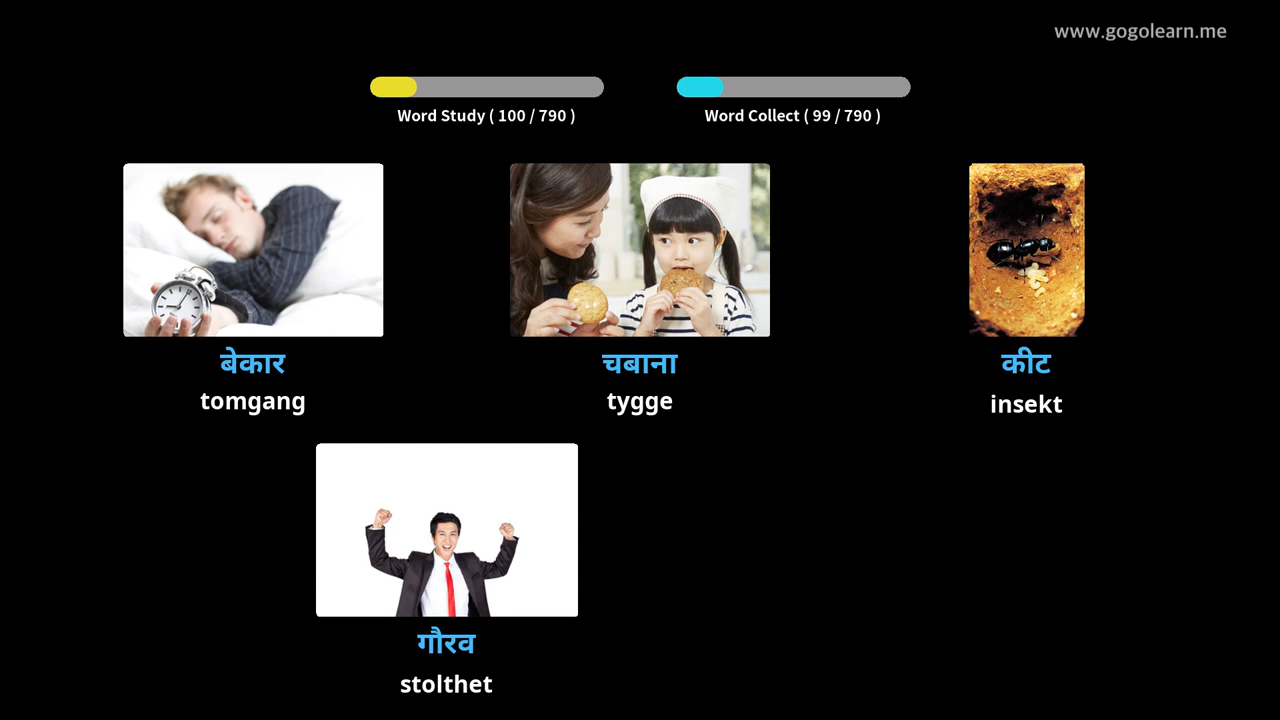 www.gogolearn.me
Word Study ( 100 / 790 )
Word Collect ( 99 / 790 )
बेकार
tomgang
चबाना
tygge
कीट
insekt
गौरव
stolthet